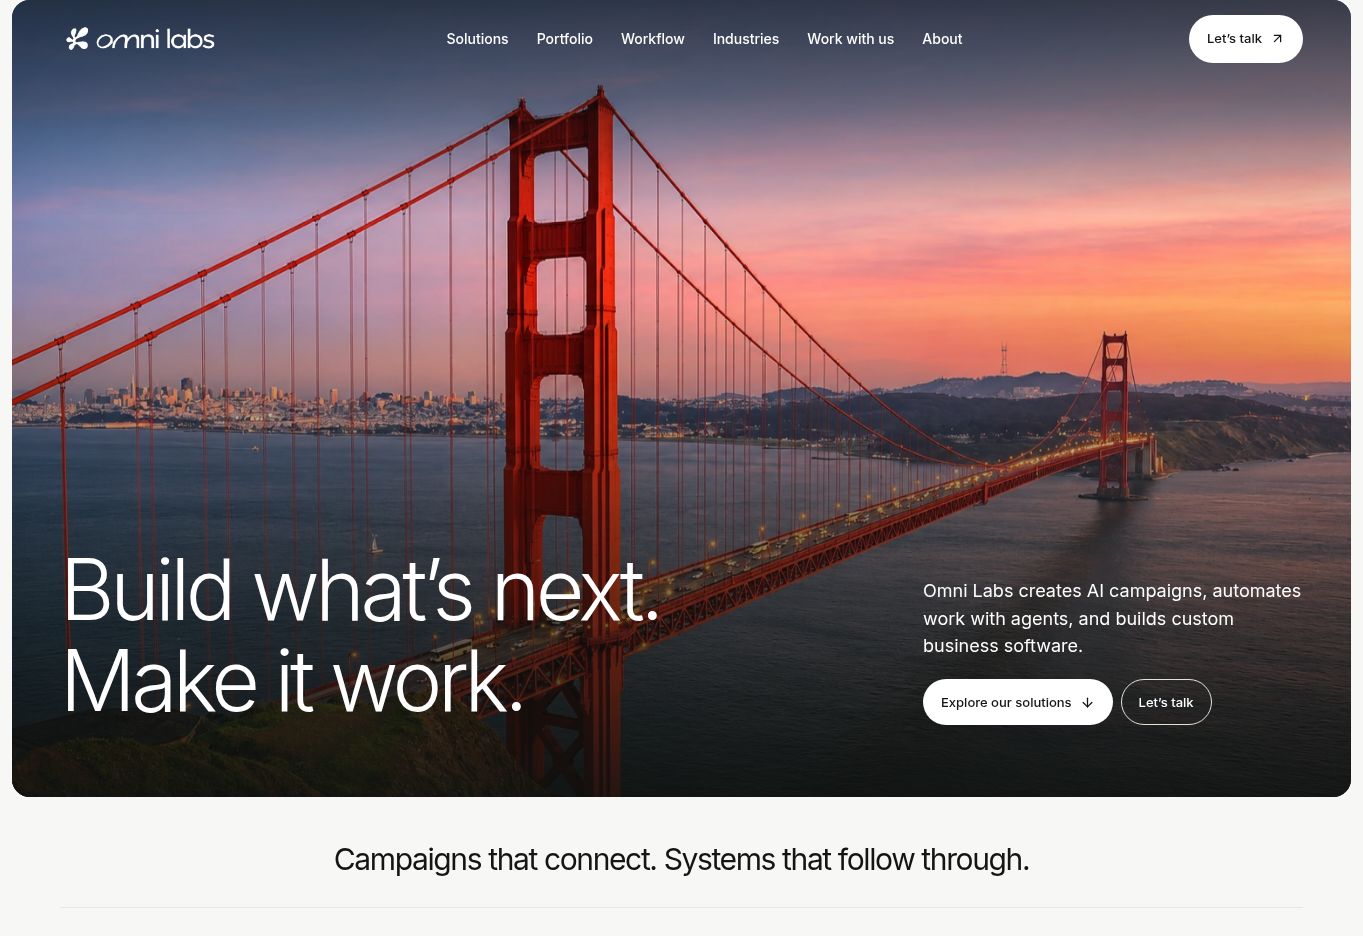 omni labs
Solutions
Portfolio
Workflow
Industries
Work with us
About
Let’s talk
Build what’s next.
Make it work.
Omni Labs creates AI campaigns, automates
work with agents, and builds custom
business software.
Explore our solutions
Let’s talk
Campaigns that connect. Systems that follow through.